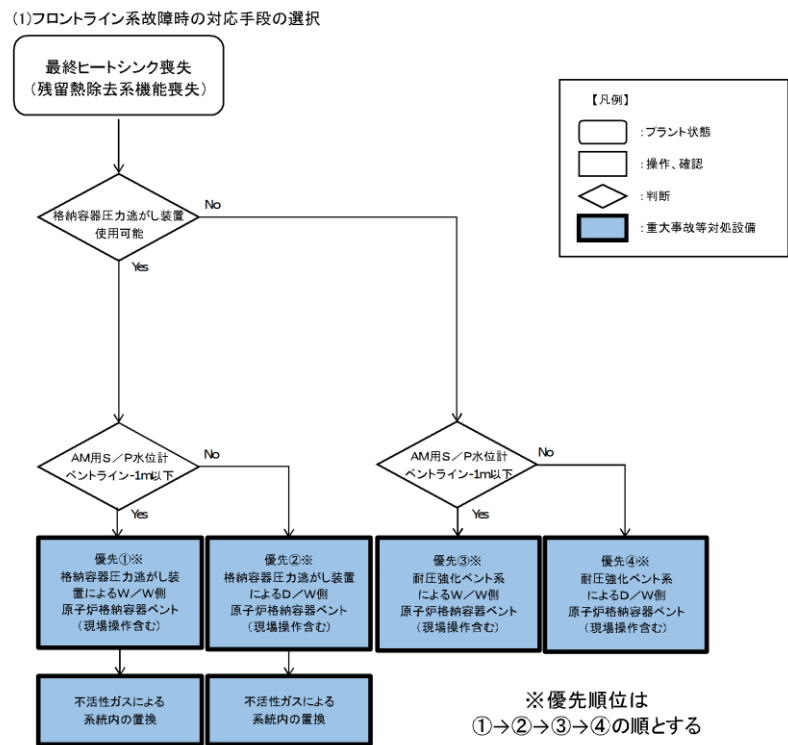 (1)フロントライン系故障時の対応手段の選択
最終ヒートシンク喪失
(残留熱除去系機能喪失)
【凡例】
:プラント状態
:操作、確認
:判断
:重大事故等対処設備
格納容器圧力逃がし装置
使用可能
No
Yes
AM用S／P水位計
ベントライン-1m以下
No
Yes
AM用S／P水位計
ベントライン-1m以下
No
Yes
優先①※
格納容器圧力逃がし装
置によるW／W側
原子炉格納容器ベント
(現場操作含む)
優先②※
格納容器圧力逃がし装置
によるD／W側
原子炉格納容器ベント
(現場操作含む)
優先③※
耐圧強化ベント系
によるW／W側
原子炉格納容器ベント
(現場操作含む)
優先④※
耐圧強化ベント系
によるD／W側
原子炉格納容器ベント
(現場操作含む)
不活性ガスによる
系統内の置換
不活性ガスによる
系統内の置換
※優先順位は
①→②→③→④の順とする